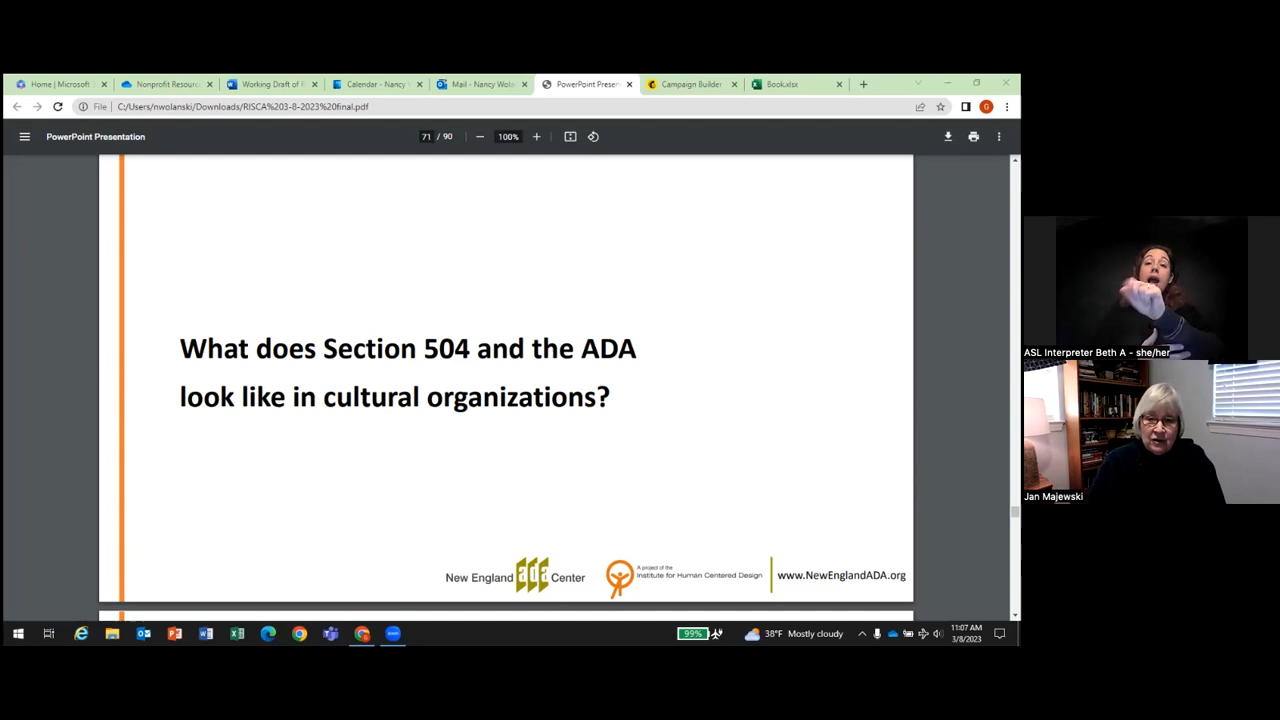 Home | Microsoft
Nonprofit Resourc
Working Draft of
Calendar - Nancy
Mail - Nancy Wola
PowerPoint Presen
Campaign Builder
Book.xlsx
File
C:/Users/nwolanski/Downloads/RISCA%203-8-2023%20final.pdf
G
PowerPoint Presentation
71 / 90
100%
What does Section 504 and the ADA
look like in cultural organizations?
New England ada Center
A project of the
Institute for Human Centered Design
www.NewEnglandADA.org
ASL Interpreter Beth A - she/her
Jan Majewski
99%
38°F Mostly cloudy
11:07 AM
3/8/2023